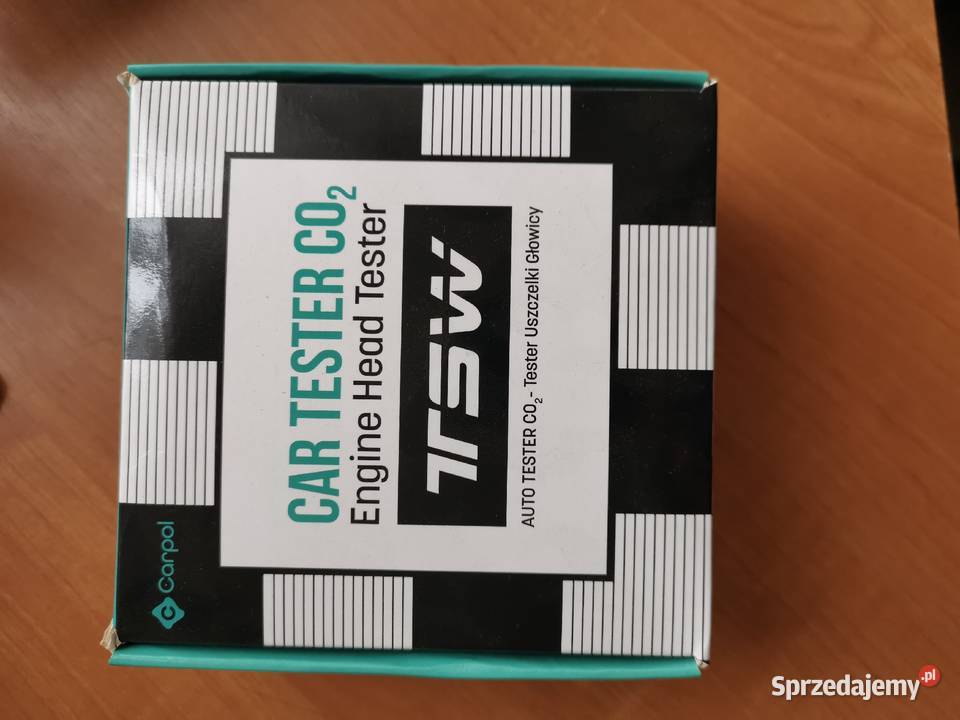 CAR TESTER CO₂
Engine Head Tester
TSW
AUTO TESTER CO₂- Tester Uszczelki Głowicy
Carpol
Sprzedajemy.pl